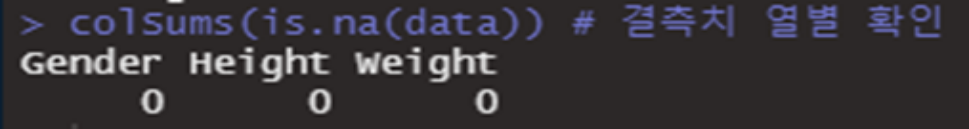 > colSums(is.na(data)) # 결측치 열별 확인
Gender Height Weight
0 0 0